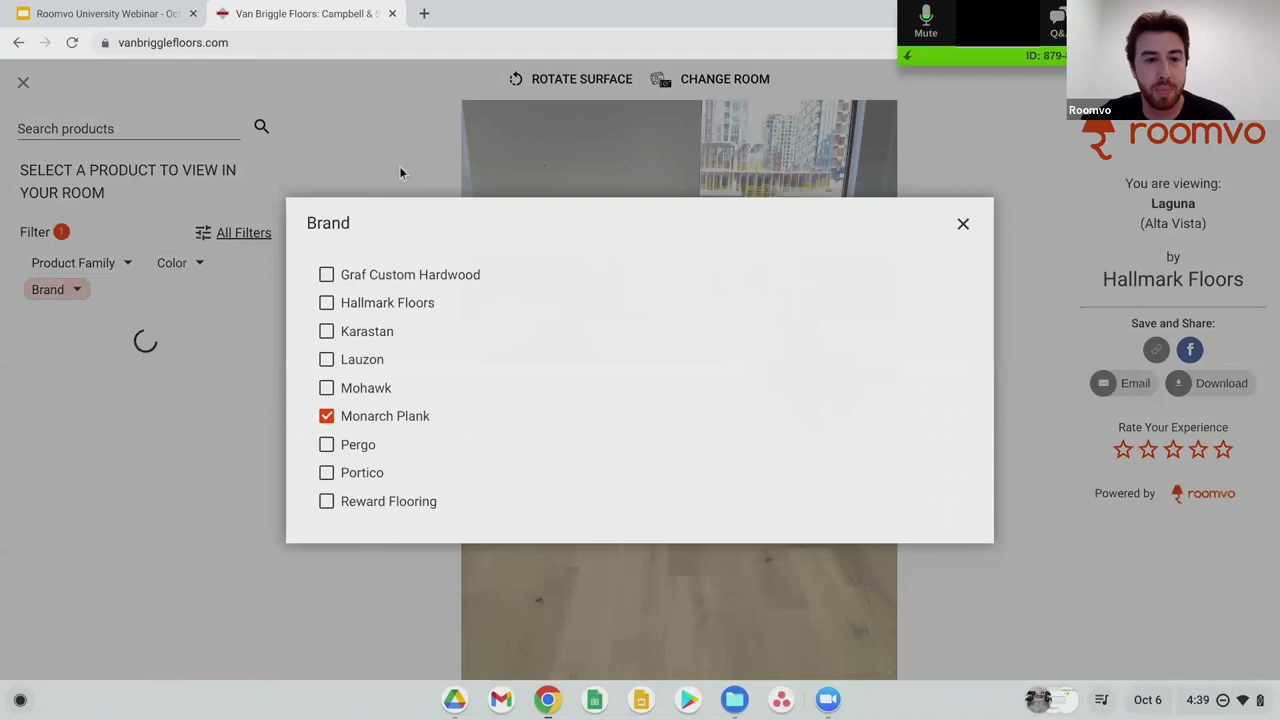 Roomvo University Webinar - Oct
Van Briggle Floors: Campbell & S
vanbrigglefloors.com
Mute
Q&
ID: 879-
Roomvo
ROTATE SURFACE
CHANGE ROOM
Search products
SELECT A PRODUCT TO VIEW IN
YOUR ROOM
Filter 1
All Filters
Product Family
Color
Brand
Brand
Graf Custom Hardwood
Hallmark Floors
Karastan
Lauzon
Mohawk
Monarch Plank
Pergo
Portico
Reward Flooring
roomvo
You are viewing:
Laguna
(Alta Vista)
by
Hallmark Floors
Save and Share:
Email
Download
Rate Your Experience
Powered by roomvo
Oct 6
4:39